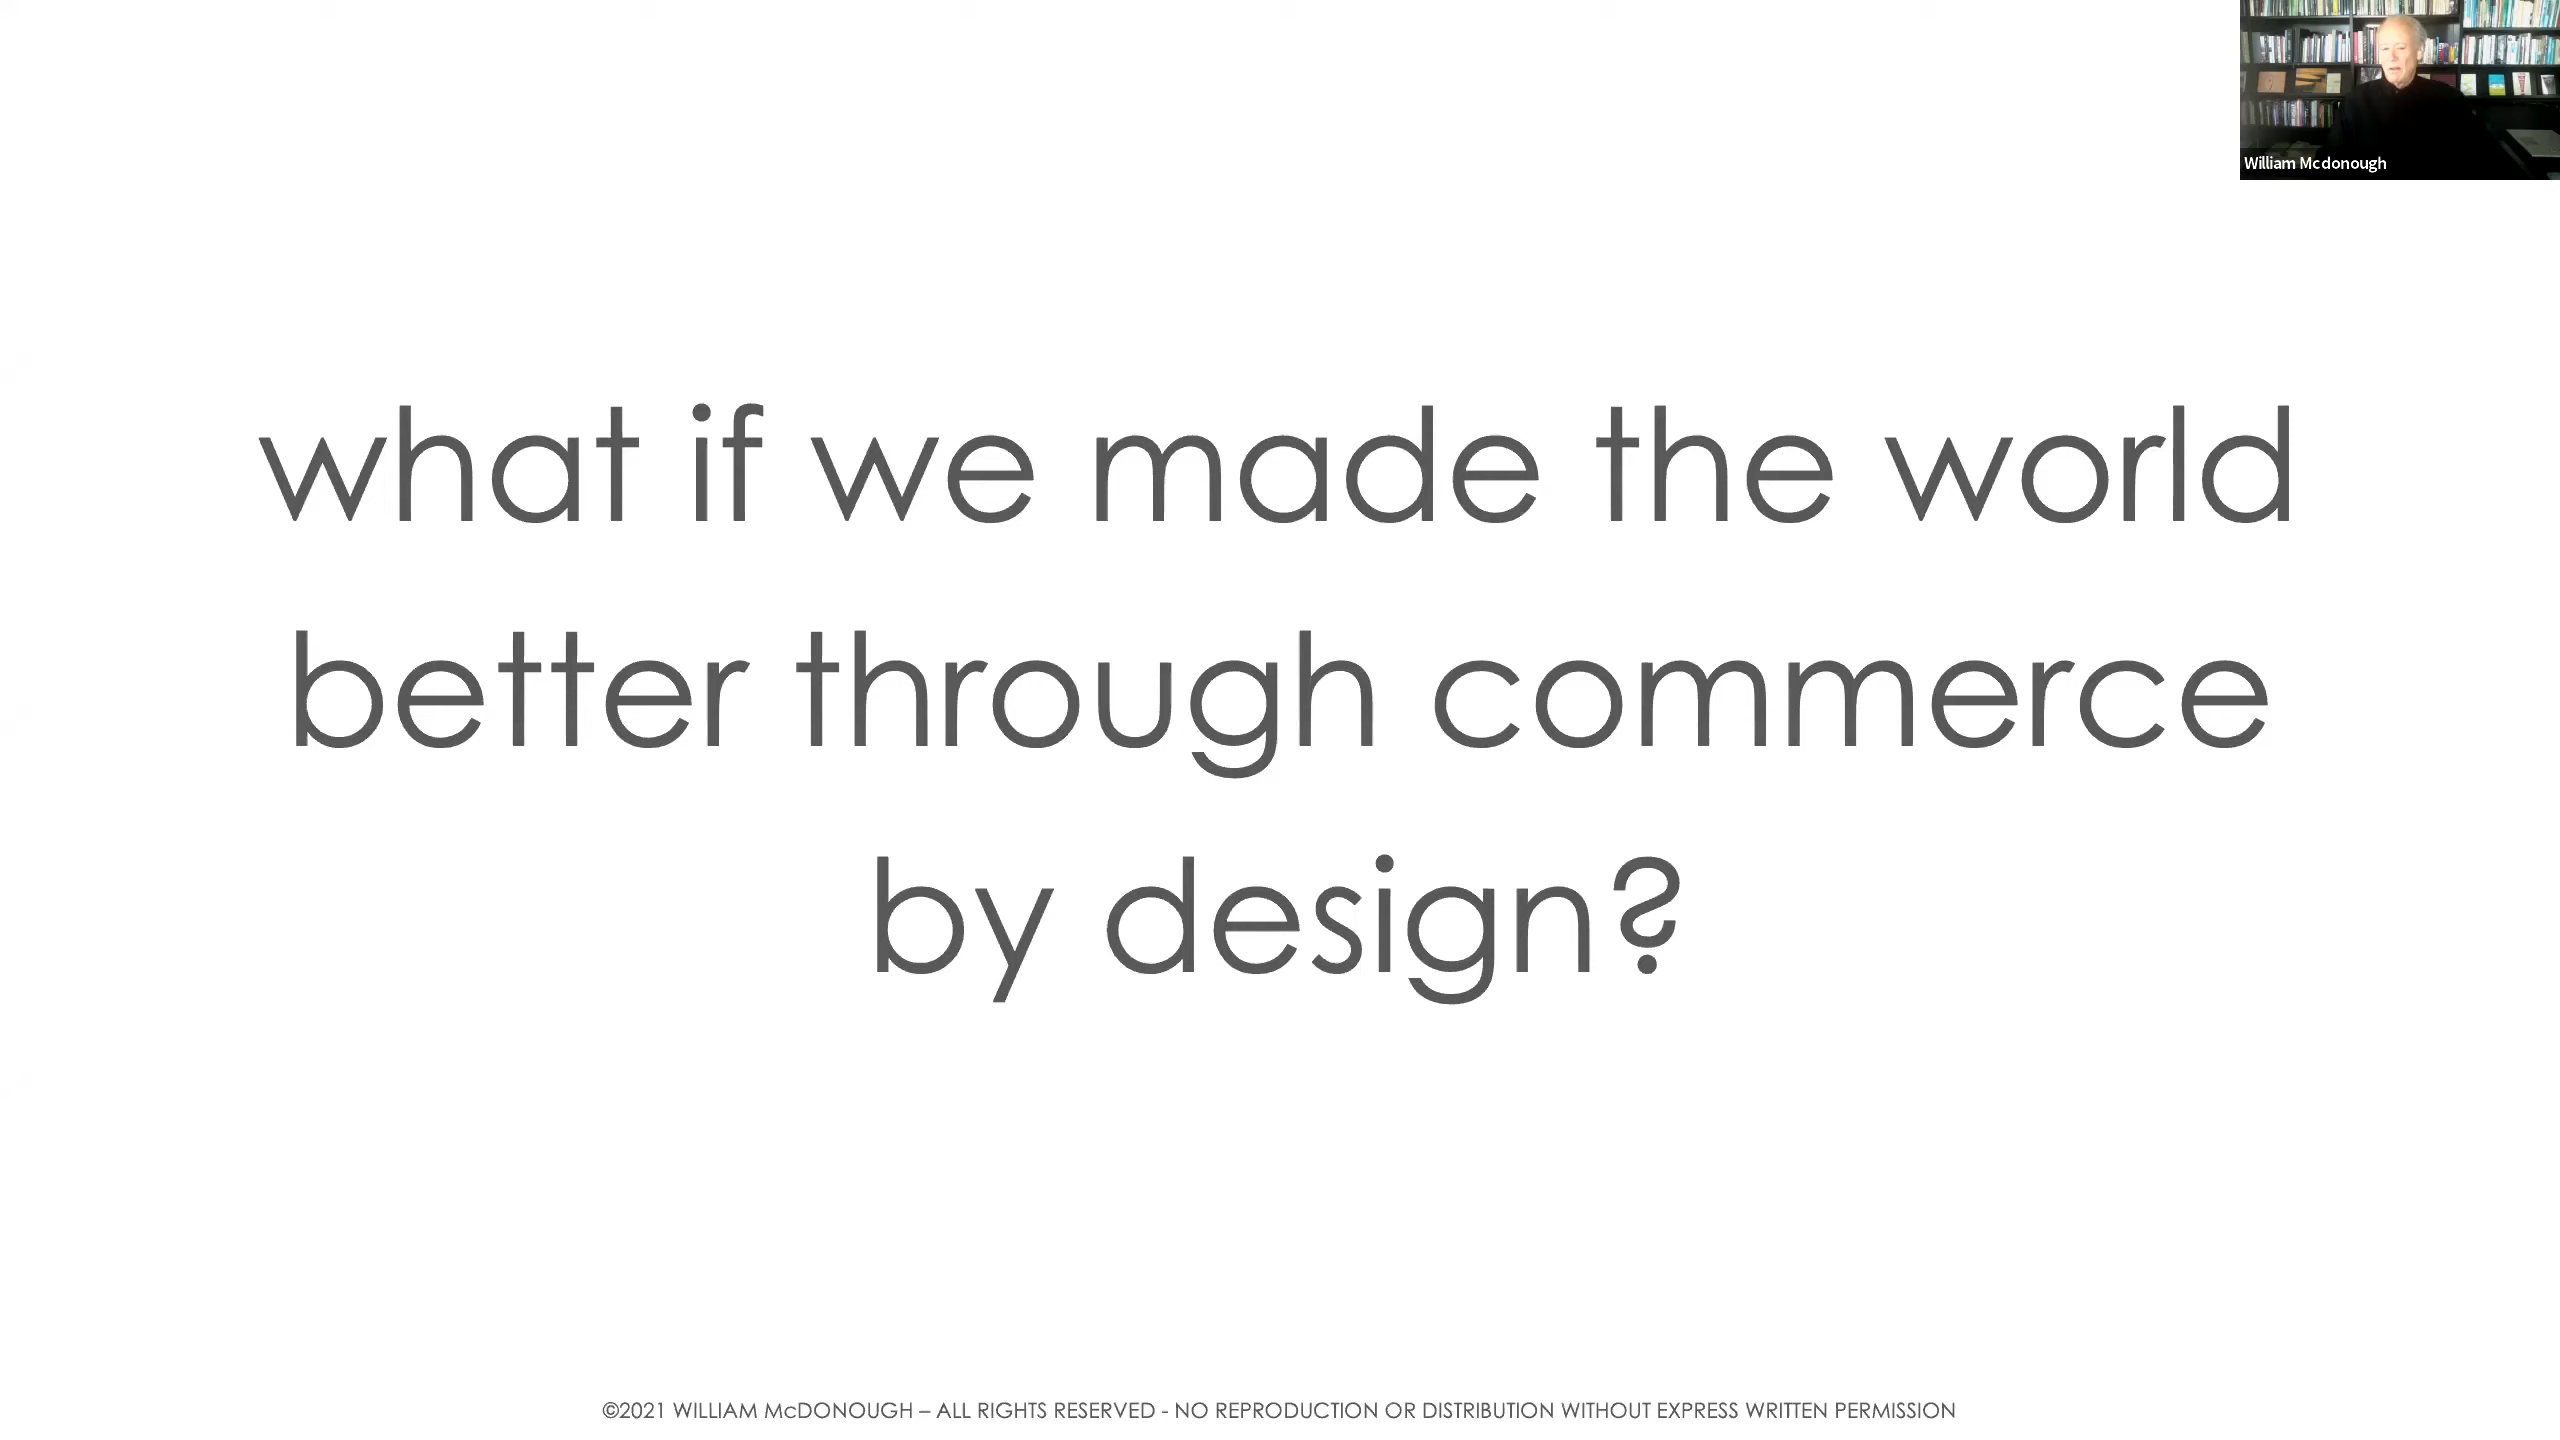 William Mcdonough
what if we made the world
better through commerce
by design?
©2021 WILLIAM McDONOUGH – ALL RIGHTS RESERVED - NO REPRODUCTION OR DISTRIBUTION WITHOUT EXPRESS WRITTEN PERMISSION